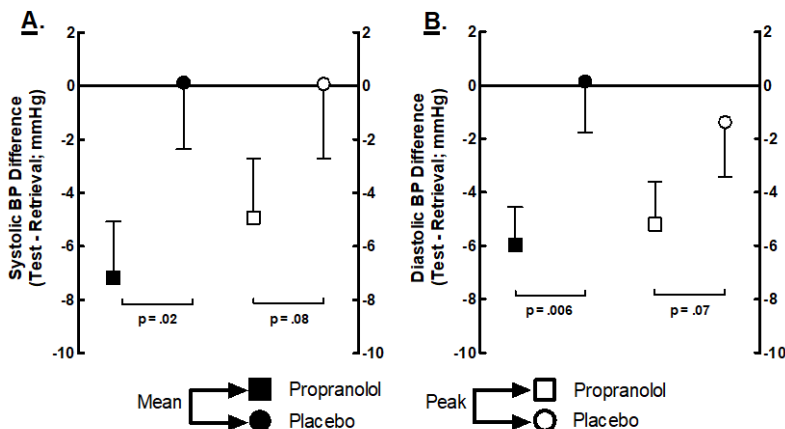 A.
B.
2
0
-2
-4
-6
-8
-10
Systolic BP Difference
(Test - Retrieval; mmHg)
p = .02
p = .08
2
0
-2
-4
-6
-8
-10
2
0
-2
-4
-6
-8
-10
Diastolic BP Difference
(Test - Retrieval; mmHg)
p = .006
p = .07
2
0
-2
-4
-6
-8
-10
Mean
Propranolol
Placebo
Peak
Propranolol
Placebo